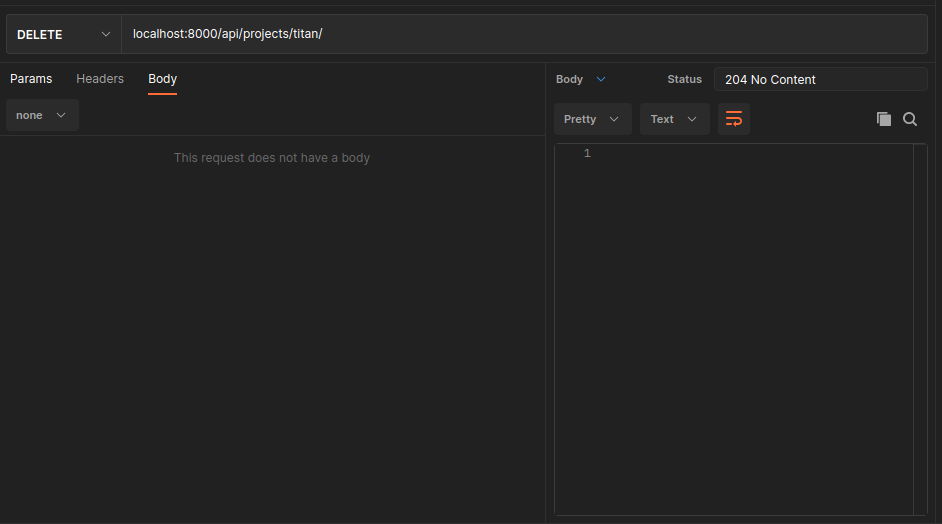 DELETE localhost:8000/api/projects/titan/
Params Headers Body
none
This request does not have a body
Body Status 204 No Content
Pretty Text
1